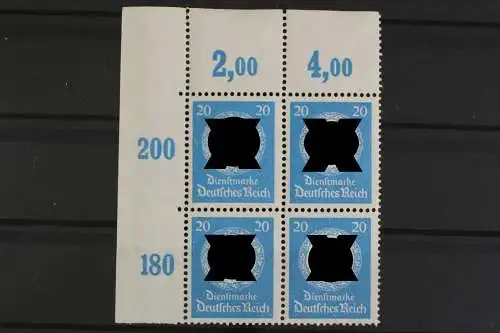 2,00 4,00
200
20 20 20 20
Dienstmarke Dienstmarke
Deutsches Reich Deutsches Reich
180
20 20 20 20
Dienstmarke Dienstmarke
Deutsches Reich Deutsches Reich